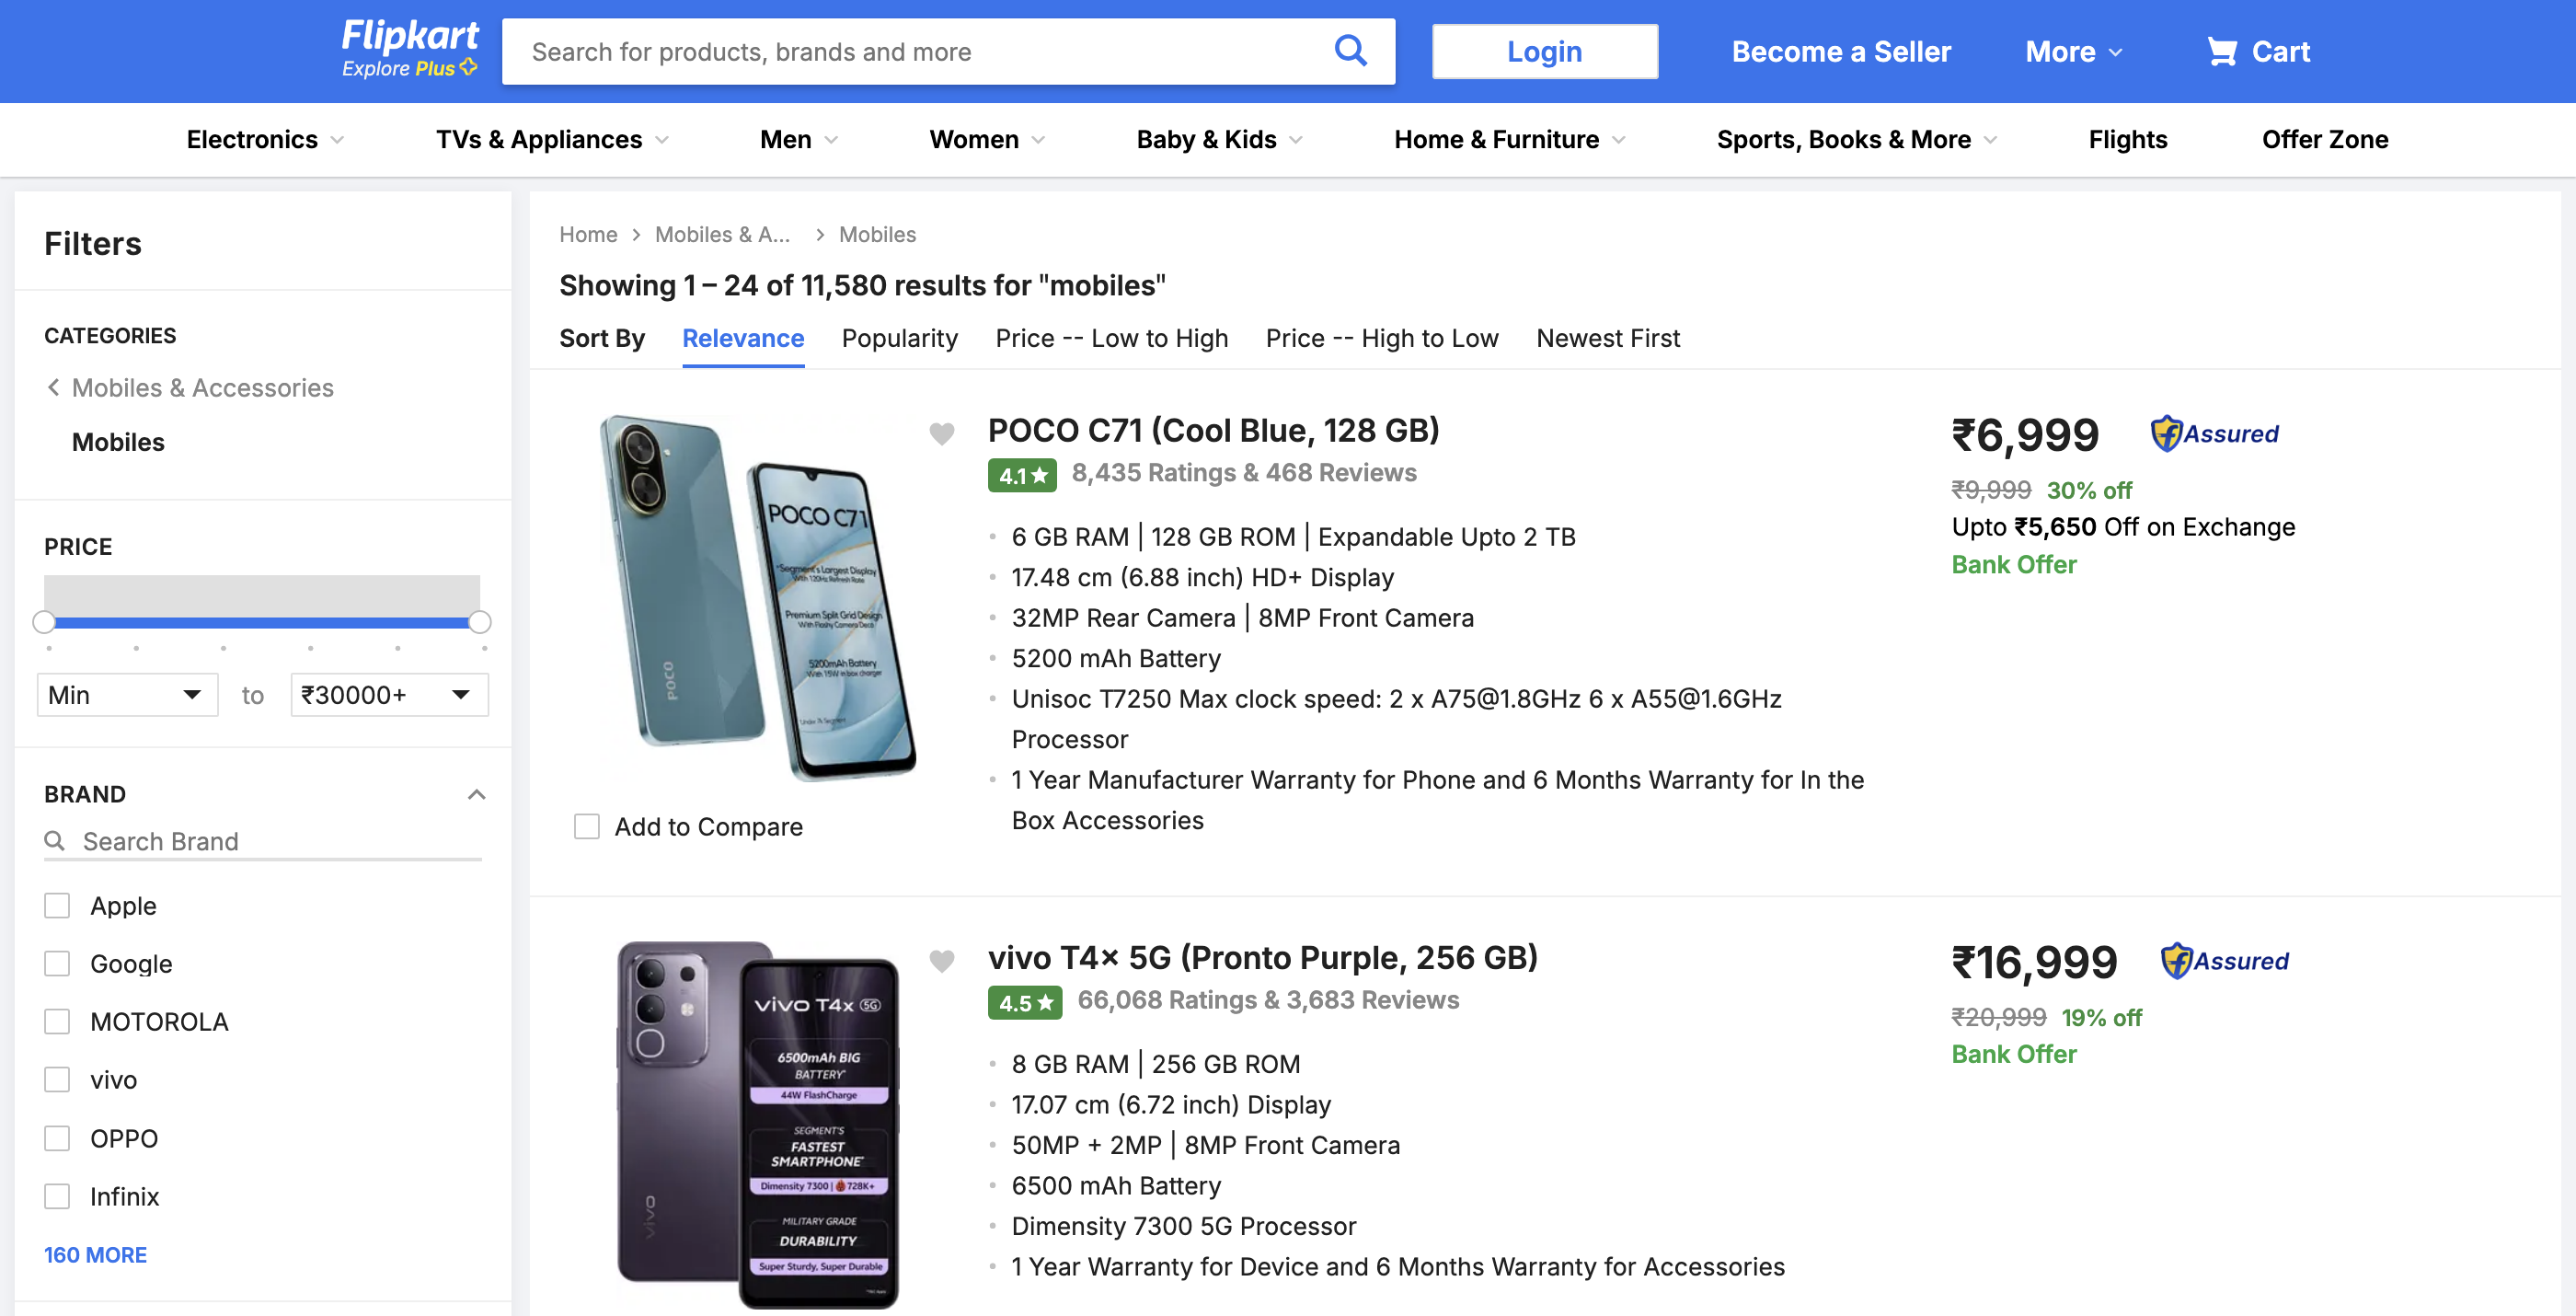 Flipkart
Explore Plus
Search for products, brands and more
Login
Become a Seller
More
Cart
Electronics
TVs & Appliances
Men
Women
Baby & Kids
Home & Furniture
Sports, Books & More
Flights
Offer Zone
Filters
CATEGORIES
Mobiles & Accessories
Mobiles
PRICE
Min
to
₹30000+
BRAND
Search Brand
Apple
Google
MOTOROLA
vivo
OPPO
Infinix
160 MORE
Home > Mobiles & A... > Mobiles
Showing 1 – 24 of 11,580 results for "mobiles"
Sort By
Relevance
Popularity
Price -- Low to High
Price -- High to Low
Newest First
POCO
POCO C71
"Segment's Largest Display
With 120Hz Refresh Rate
Premium Split Grid Design
With Flashy Camera Deco
5200mAh Battery
With 15W in box charger
Add to Compare
POCO C71 (Cool Blue, 128 GB)
4.1★
8,435 Ratings & 468 Reviews
6 GB RAM | 128 GB ROM | Expandable Upto 2 TB
17.48 cm (6.88 inch) HD+ Display
32MP Rear Camera | 8MP Front Camera
5200 mAh Battery
Unisoc T7250 Max clock speed: 2 x A75@1.8GHz 6 x A55@1.6GHz
Processor
1 Year Manufacturer Warranty for Phone and 6 Months Warranty for In the
Box Accessories
₹6,999
Assured
₹9,999 30% off
Upto ₹5,650 Off on Exchange
Bank Offer
vivo
vivo T4x 5G
6500mAh BIG
BATTERY*
44W FlashCharge
SEGMENT'S
FASTEST
SMARTPHONE*
Dimensity 7300 | 728K+
MILITARY GRADE
DURABILITY
Super Sturdy, Super Durable
vivo T4x 5G (Pronto Purple, 256 GB)
4.5★
66,068 Ratings & 3,683 Reviews
8 GB RAM | 256 GB ROM
17.07 cm (6.72 inch) Display
50MP + 2MP | 8MP Front Camera
6500 mAh Battery
Dimensity 7300 5G Processor
1 Year Warranty for Device and 6 Months Warranty for Accessories
₹16,999
Assured
₹20,999 19% off
Bank Offer